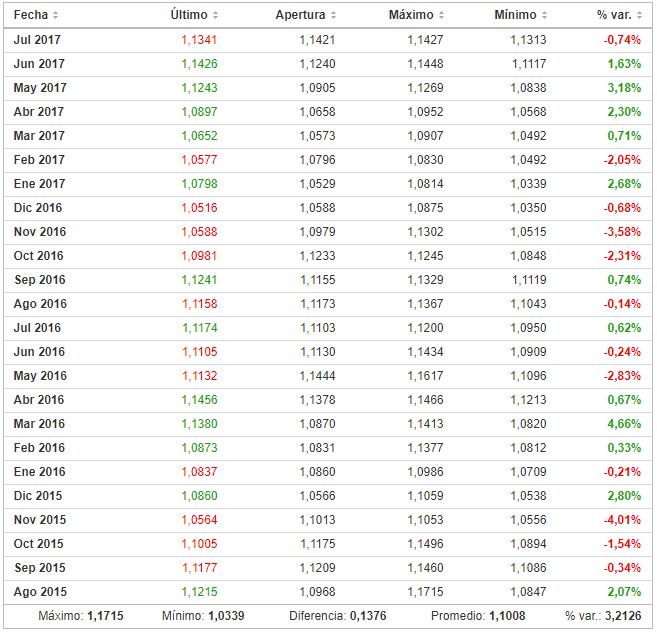 Fecha Último Apertura Máximo Mínimo % var.
Jul 2017 1,1341 1,1421 1,1427 1,1313 -0,74%
Jun 2017 1,1426 1,1240 1,1448 1,1117 1,63%
May 2017 1,1243 1,0905 1,1269 1,0838 3,18%
Abr 2017 1,0897 1,0658 1,0952 1,0568 2,30%
Mar 2017 1,0652 1,0573 1,0907 1,0492 0,71%
Feb 2017 1,0577 1,0796 1,0830 1,0492 -2,05%
Ene 2017 1,0798 1,0529 1,0814 1,0339 2,68%
Dic 2016 1,0516 1,0588 1,0875 1,0350 -0,68%
Nov 2016 1,0588 1,0979 1,1302 1,0515 -3,58%
Oct 2016 1,0981 1,1233 1,1245 1,0848 -2,31%
Sep 2016 1,1241 1,1155 1,1329 1,1119 0,74%
Ago 2016 1,1158 1,1173 1,1367 1,1043 -0,14%
Jul 2016 1,1174 1,1103 1,1200 1,0950 0,62%
Jun 2016 1,1105 1,1130 1,1434 1,0909 -0,24%
May 2016 1,1132 1,1444 1,1617 1,1096 -2,83%
Abr 2016 1,1456 1,1378 1,1466 1,1213 0,67%
Mar 2016 1,1380 1,0870 1,1413 1,0820 4,66%
Feb 2016 1,0873 1,0831 1,1377 1,0812 0,33%
Ene 2016 1,0837 1,0860 1,0986 1,0709 -0,21%
Dic 2015 1,0860 1,0566 1,1059 1,0538 2,80%
Nov 2015 1,0564 1,1013 1,1053 1,0556 -4,01%
Oct 2015 1,1005 1,1175 1,1496 1,0894 -1,54%
Sep 2015 1,1177 1,1209 1,1460 1,1086 -0,34%
Ago 2015 1,1215 1,0968 1,1715 1,0847 2,07%
Máximo: 1,1715 Mínimo: 1,0339 Diferencia: 0,1376 Promedio: 1,1008 % var.: 3,2126